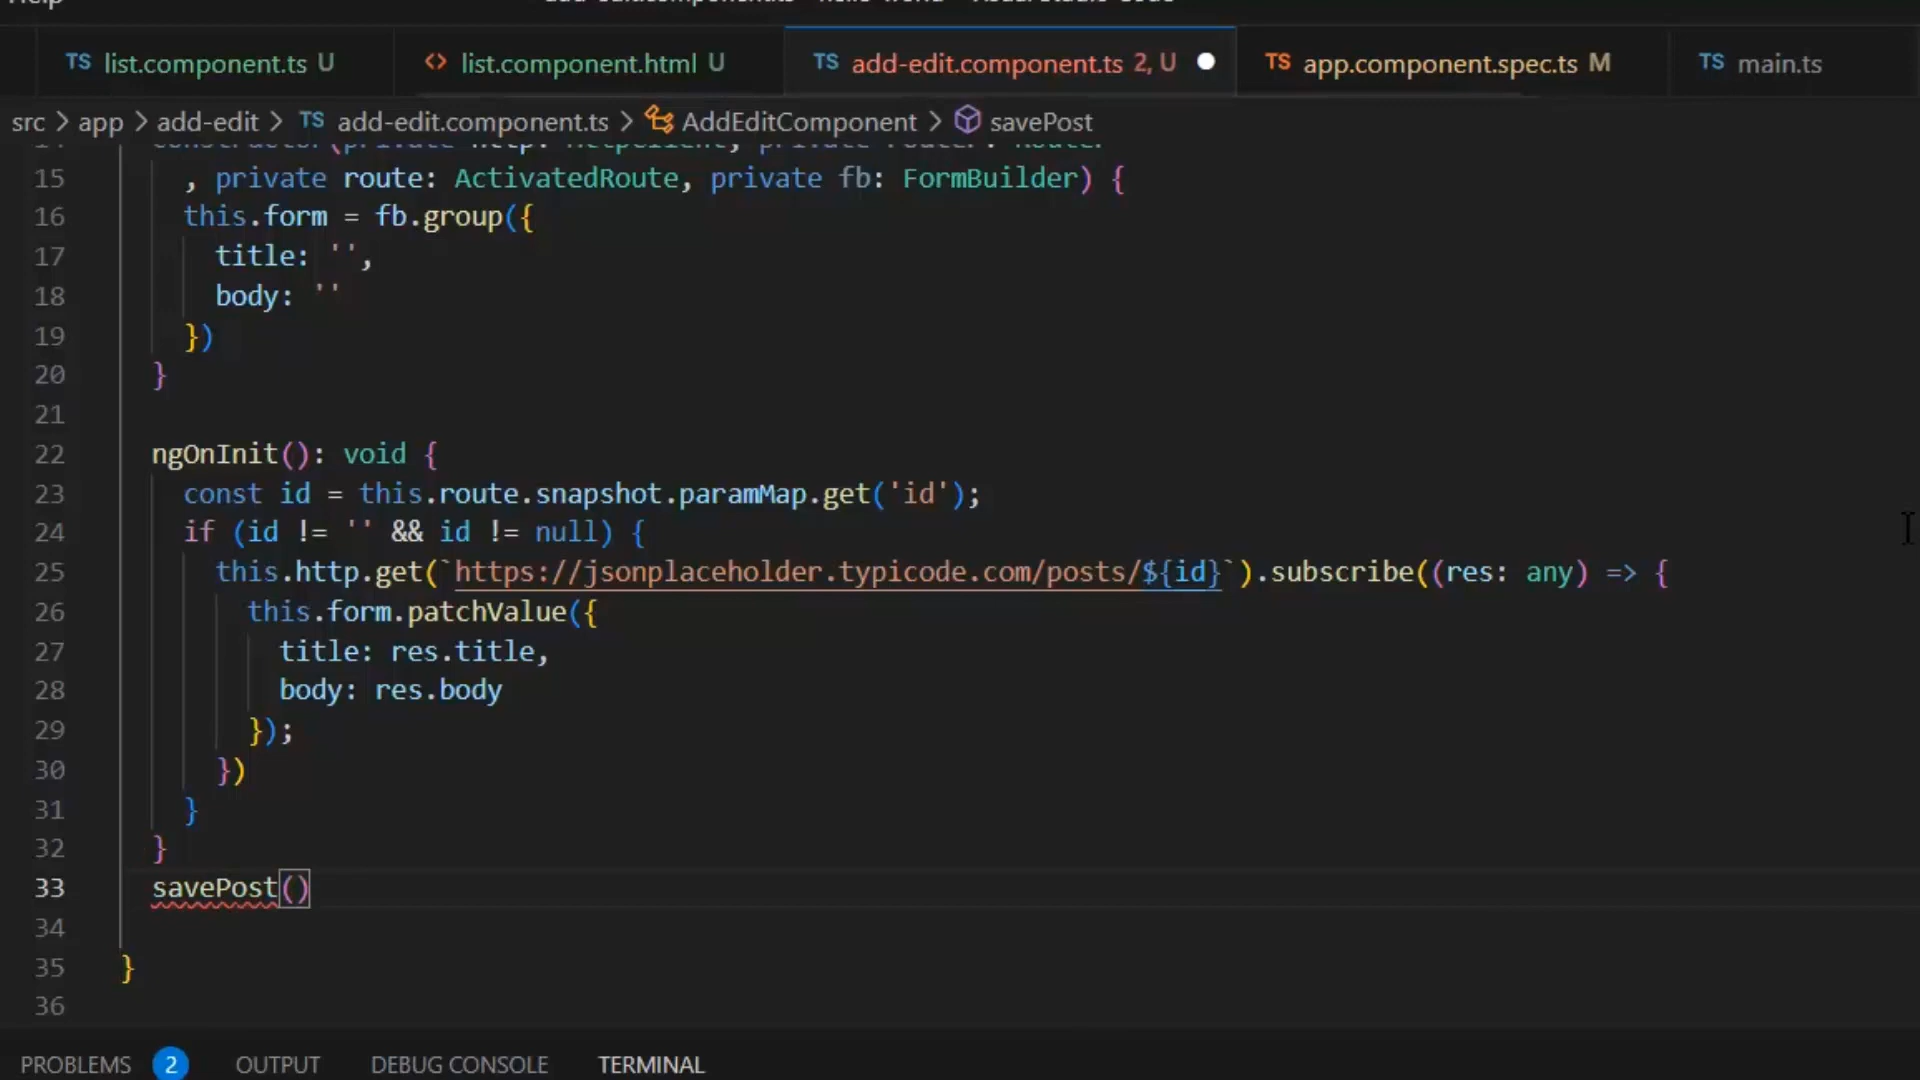 Help
list.component.ts U
list.component.html U
add-edit.component.ts 2, U
app.component.spec.ts M
main.ts
src > app > add-edit > TS add-edit.component.ts > AddEditComponent > savePost
15 , private route: ActivatedRoute, private fb: FormBuilder) {
16 this.form = fb.group({
17 title: '',
18 body: ''
19 })
20 }
21
22 ngOnInit(): void {
23 const id = this.route.snapshot.paramMap.get('id');
24 if (id != '' && id != null) {
25 this.http.get(`https://jsonplaceholder.typicode.com/posts/${id}`).subscribe((res: any) => {
26 this.form.patchValue({
27 title: res.title,
28 body: res.body
29 });
30 })
31 }
32 }
33 savePost()
34
35 }
36
PROBLEMS 2 OUTPUT DEBUG CONSOLE TERMINAL